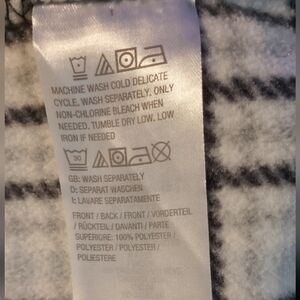 MACHINE WASH COLD DELICATE
CYCLE, WASH SEPARATELY, ONLY
NON-CHLORINE BLEACH WHEN
NEEDED. TUMBLE DRY LOW. LOW
IRON IF NEEDED
30
GB: WASH SEPARATELY
D: SEPARAT WASCHEN
I: LAVARE SEPARATAMENTE
FRONT / BACK / FRONT / VORDERTEIL
/ RÜCKTEIL / DAVANTI / PARTE
SUPERIORE: 100% POLYESTER /
POLYESTER / POLYESTER /
POLIESTERE